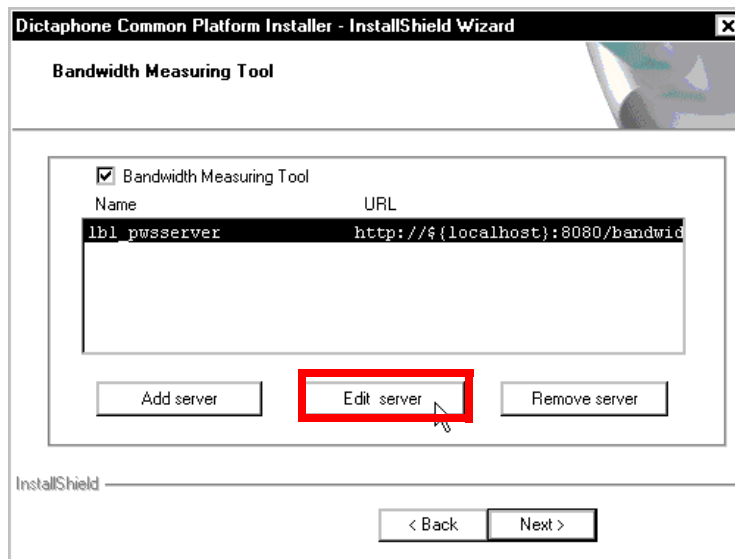 Dictaphone Common Platform Installer - InstallShield Wizard
Bandwidth Measuring Tool
Bandwidth Measuring Tool
Name URL
lbl_pwsserver http://${localhost}:8080/bandwid
Add server Edit server Remove server
InstallShield
< Back Next >